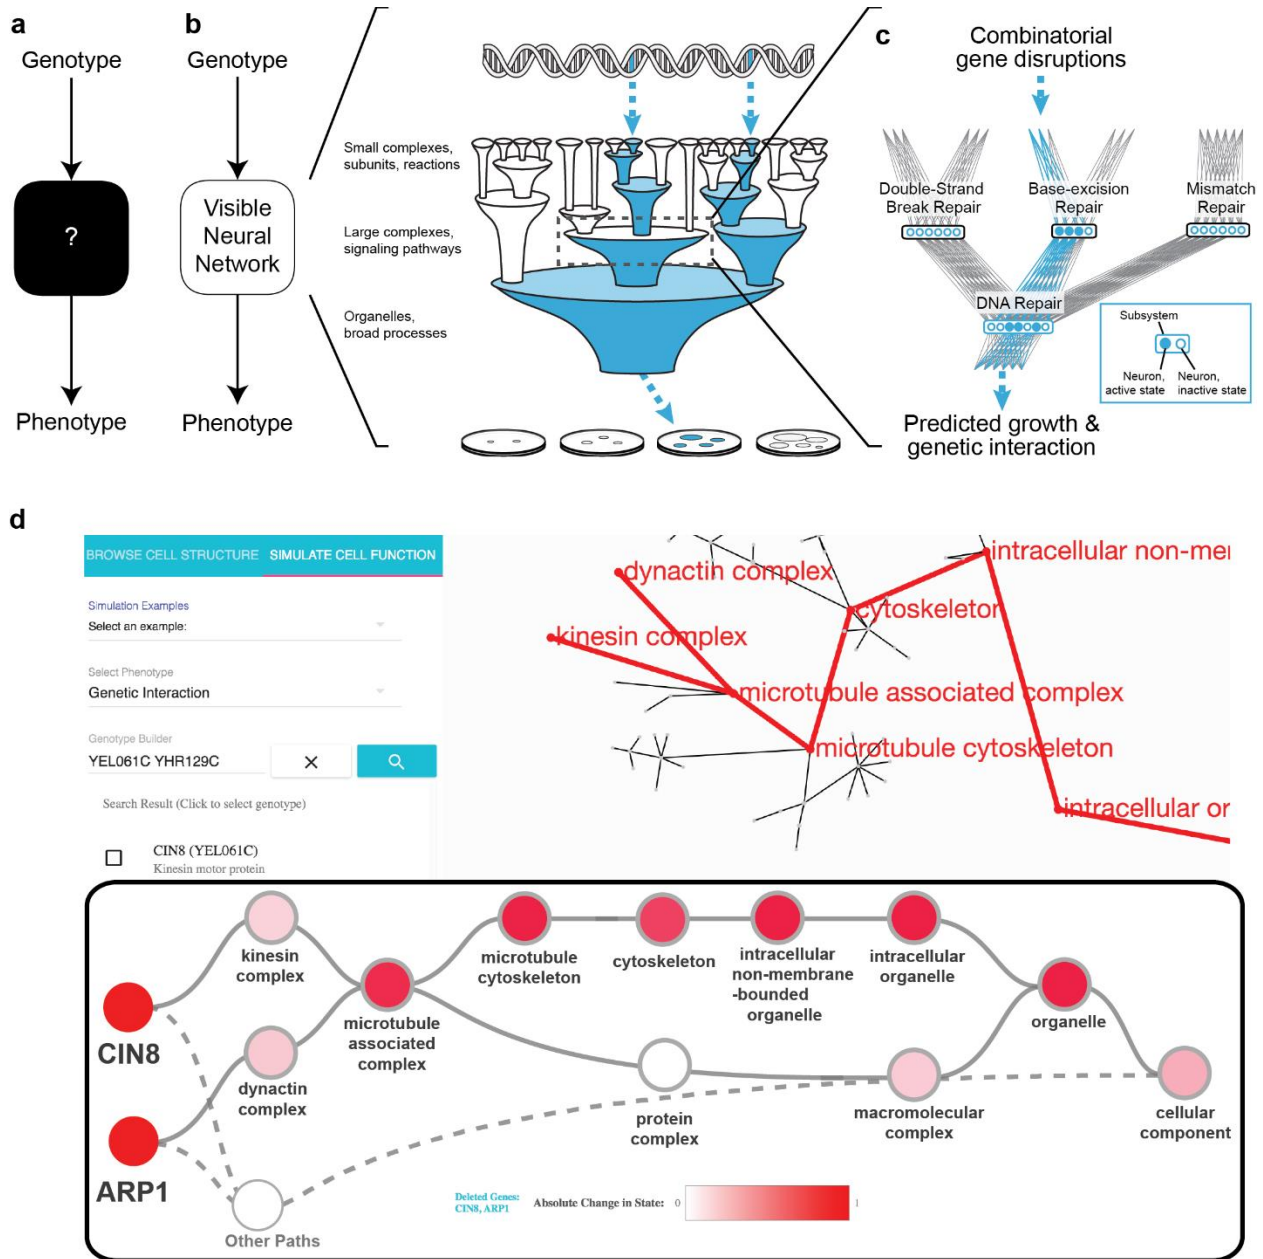 a
Genotype
?
Phenotype
b
Genotype
Visible
Neural
Network
Phenotype
Small complexes,
subunits, reactions
Large complexes,
signaling pathways
Organelles,
broad processes
c
Combinatorial
gene disruptions
Double-Strand
Break Repair
Base-excision
Repair
Mismatch
Repair
DNA Repair
Subsystem
Neuron,
active state
Neuron,
inactive state
Predicted growth &
genetic interaction
d
BROWSE CELL STRUCTURE
SIMULATE CELL FUNCTION
Simulation Examples
Select an example:
Select Phenotype
Genetic Interaction
Genotype Builder
YEL061C YHR129C
Search Result (Click to select genotype)
CIN8 (YEL061C)
Kinesin motor protein
intracellular non-mer
dynactin complex
cytoskeleton
kinesin complex
microtubule associated complex
microtubule cytoskeleton
intracellular or
CIN8
ARP1
kinesin
complex
dynactin
complex
Other Paths
microtubule
associated
complex
microtubule
cytoskeleton
cytoskeleton
intracellular
non-membrane
-bounded
organelle
intracellular
organelle
organelle
protein
complex
macromolecular
complex
cellular
component
Deleted Genes:
CIN8, ARP1
Absolute Change in State:
0
1